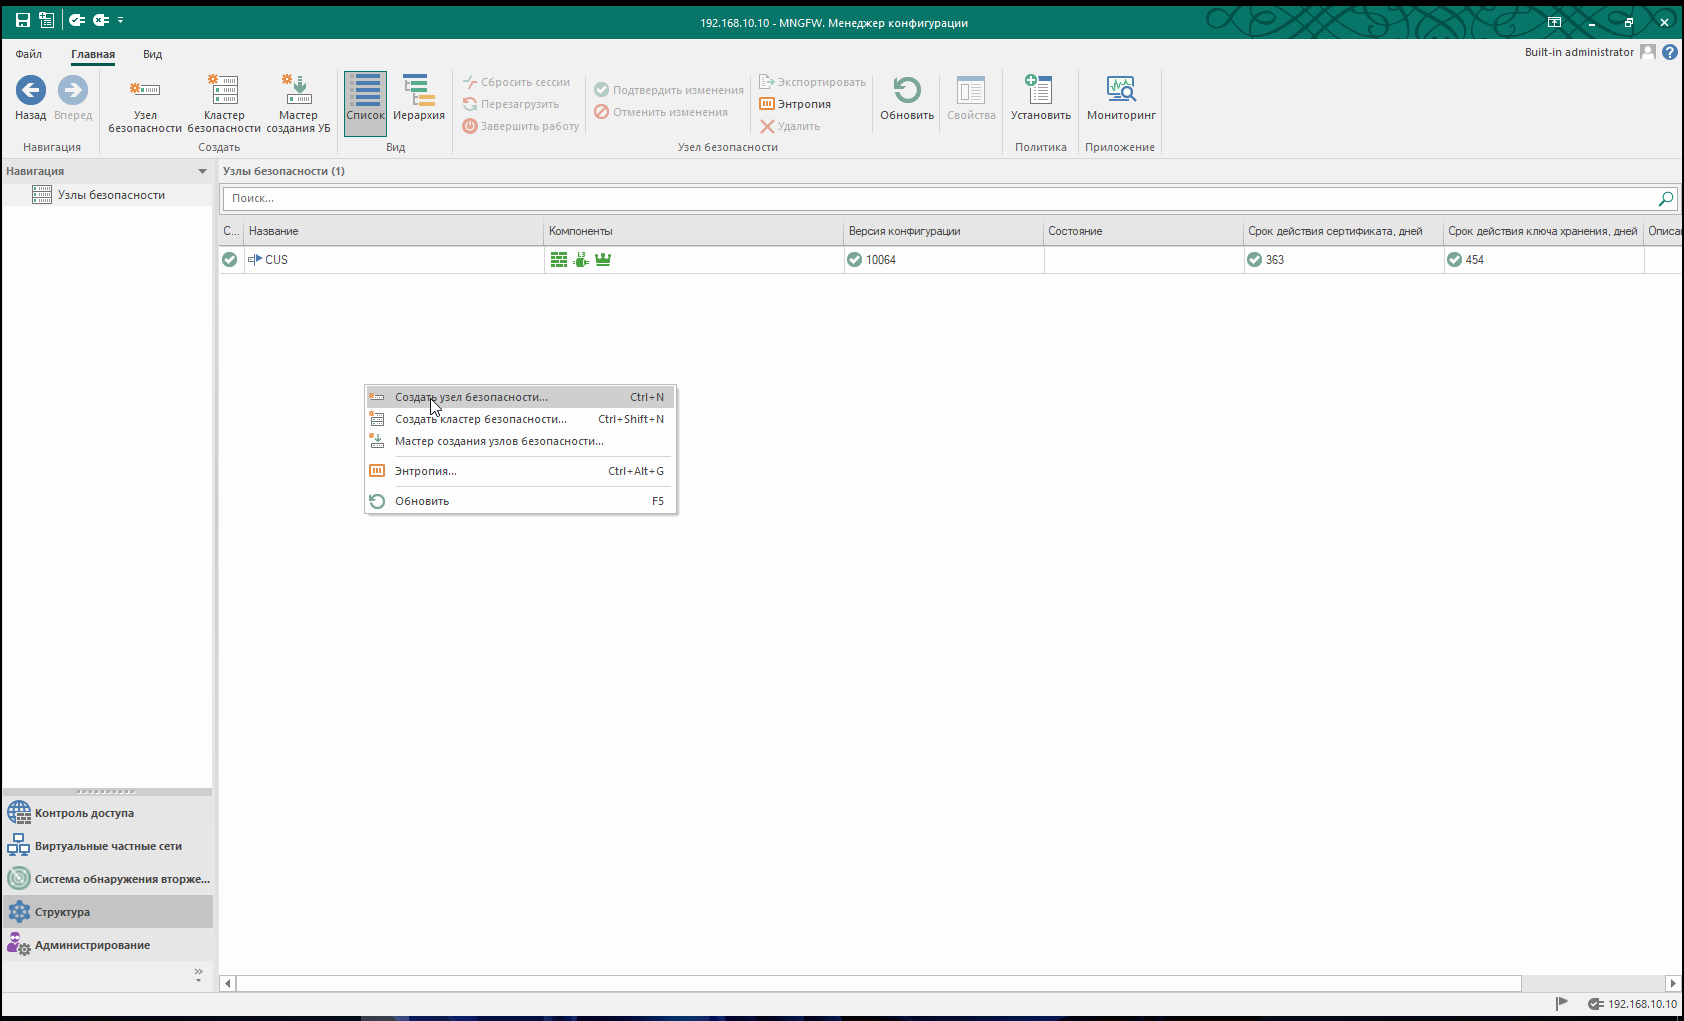 192.168.10.10 - MNGFW. Менеджер конфигурации
Файл Главная Вид
Built-in administrator
Назад Вперед
Навигация
Узел безопасности
Кластер безопасности
Мастер создания УБ
Создать
Список Иерархия
Вид
Сбросить сессии
Перезагрузить
Завершить работу
Подтвердить изменения
Отменить изменения
Экспортировать
Энтропия
Удалить
Обновить
Свойства
Узел безопасности
Установить
Политика
Мониторинг
Приложение
Навигация
Узлы безопасности
Узлы безопасности (1)
Поиск...
С... Название Компоненты Версия конфигурации Состояние Срок действия сертификата, дней Срок действия ключа хранения, дней
CUS L3 10064 363 454
Создать узел безопасности... Ctrl+N
Создать кластер безопасности... Ctrl+Shift+N
Мастер создания узлов безопасности...
Энтропия... Ctrl+Alt+G
Обновить F5
Контроль доступа
Виртуальные частные сети
Система обнаружения вторже...
Структура
Администрирование
192.168.10.10